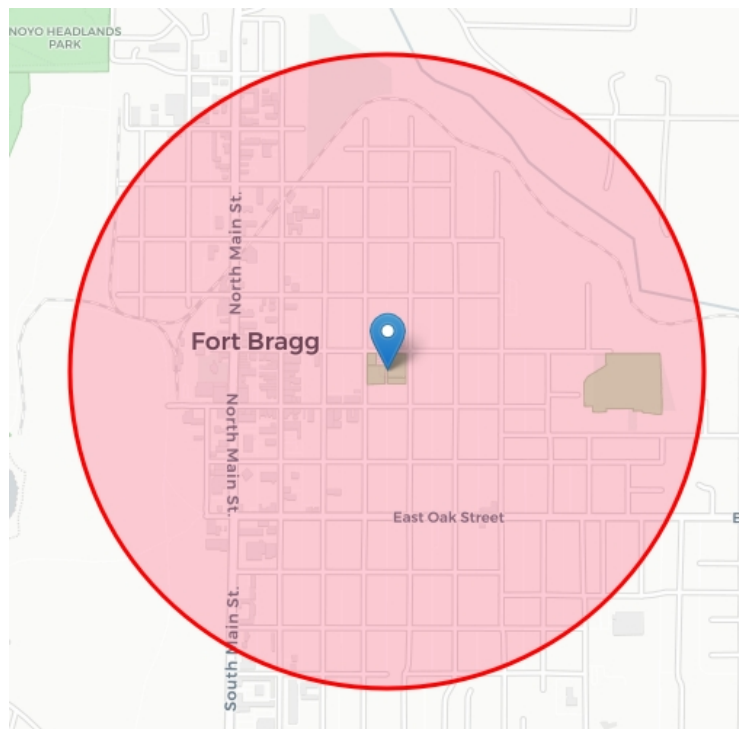 NOYO HEADLANDS
PARK
North Main St.
Fort Bragg
North Main St.
East Oak Street
South Main St.